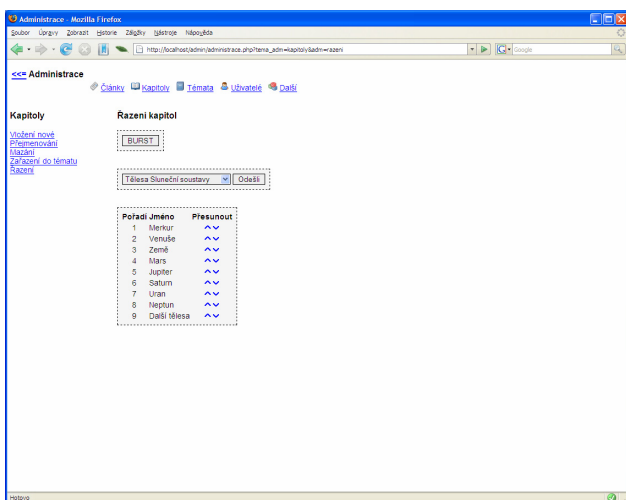 Administrace - Mozilla Firefox
Soubor Úpravy Zobrazit Historie Záložky Nástroje Nápověda
http://localhost/admin/administrace.php?tema_adm=kapitoly&adm=razeni
G Google
<<= Administrace
Články Kapitoly Témata Uživatelé Další
Kapitoly
Vložení nové
Přejmenování
Mazání
Zařazení do tématu
Řazení
Řazení kapitol
BURST
Tělesa Sluneční soustavy Odešli
Pořadí Jméno Přesunout
1 Merkur
2 Venuše
3 Země
4 Mars
5 Jupiter
6 Saturn
7 Uran
8 Neptun
9 Další tělesa
Hotovo